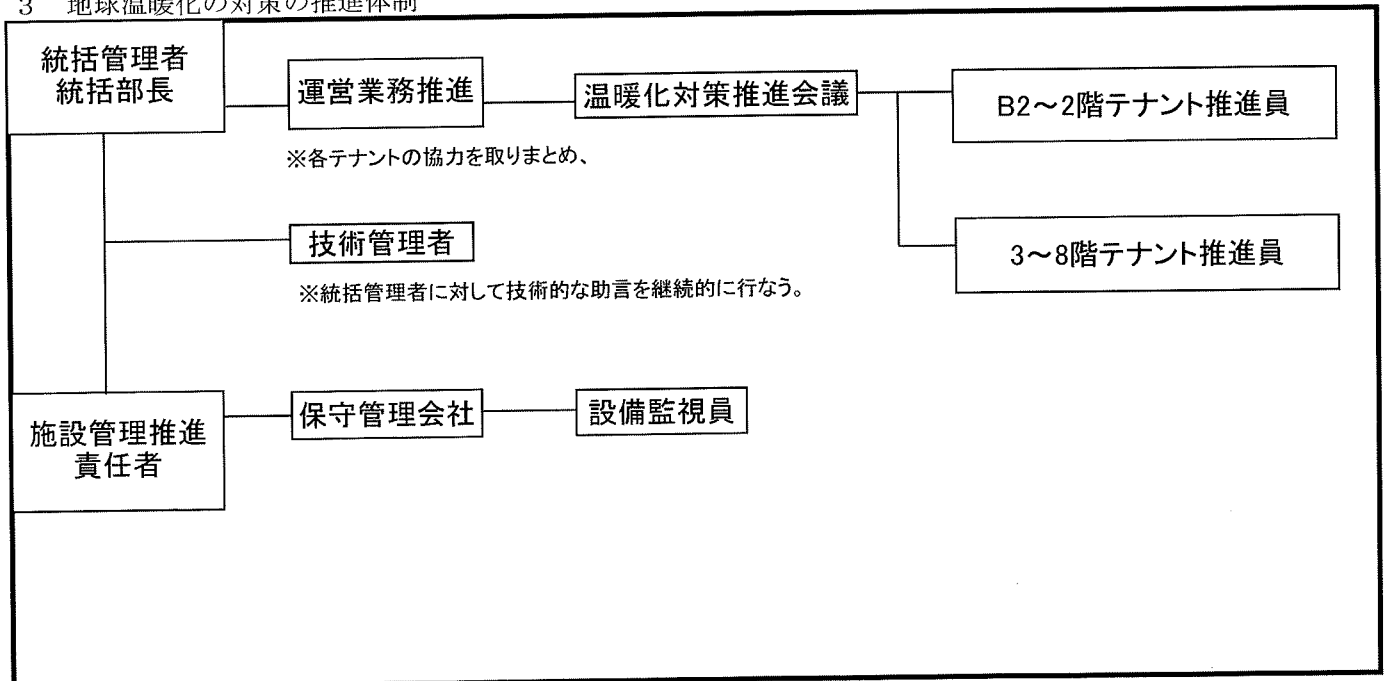 3 地球温暖化の対策の推進体制
統括管理者
統括部長
運営業務推進
温暖化対策推進会議
B2～2階テナント推進員
※各テナントの協力を取りまとめ、
3～8階テナント推進員
技術管理者
※統括管理者に対して技術的な助言を継続的に行なう。
施設管理推進
責任者
保守管理会社
設備監視員